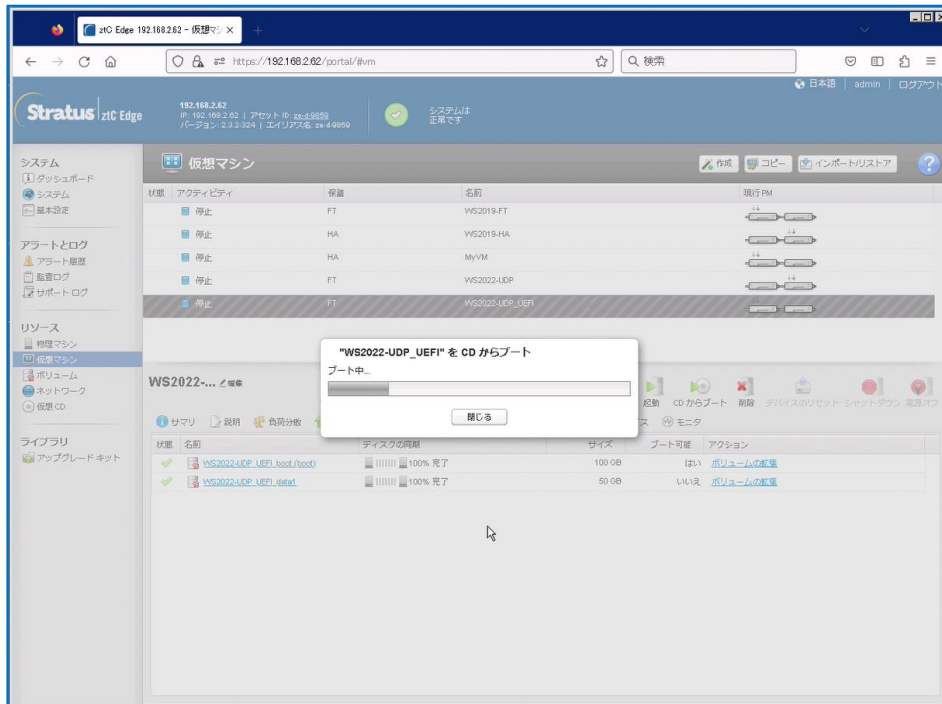 ztC Edge 192.168.2.62 - 仮想マシ
https://192.168.2.62/portal/#vm
検索
日本語 admin ログアウト
Stratus ztC Edge
192.168.2.62
IP: 192.168.2.62 | アセット ID: ze-d-9859
バージョン: 2.3.2-324 | エイリアス名: ze-d-9859
システムは
正常です
システム
ダッシュボード
システム
基本設定
アラートとログ
アラート履歴
監査ログ
サポート ログ
リソース
物理マシン
仮想マシン
ボリューム
ネットワーク
仮想 CD
ライブラリ
アップグレード キット
仮想マシン
作成 コピー インポート/リストア
状態 アクティビティ 保護 名前 現行 PM
停止 FT WS2019-FT
停止 HA WS2019-HA
停止 HA MyVM
停止 FT WS2022-UDP
停止 FT WS2022-UDP_UEFI
"WS2022-UDP_UEFI" を CD からブート
ブート中...
閉じる
WS2022-... 編集
起動 CD からブート 削除 デバイスのリセット シャットダウン 電源オフ
サマリ 説明 負荷分散 ス モニタ
状態 名前 ディスクの同期 サイズ ブート可能 アクション
WS2022-UDP_UEFI_boot (boot) 100% 完了 100 GB はい ボリュームの拡張
WS2022-UDP_UEFI_data1 100% 完了 50 GB いいえ ボリュームの拡張